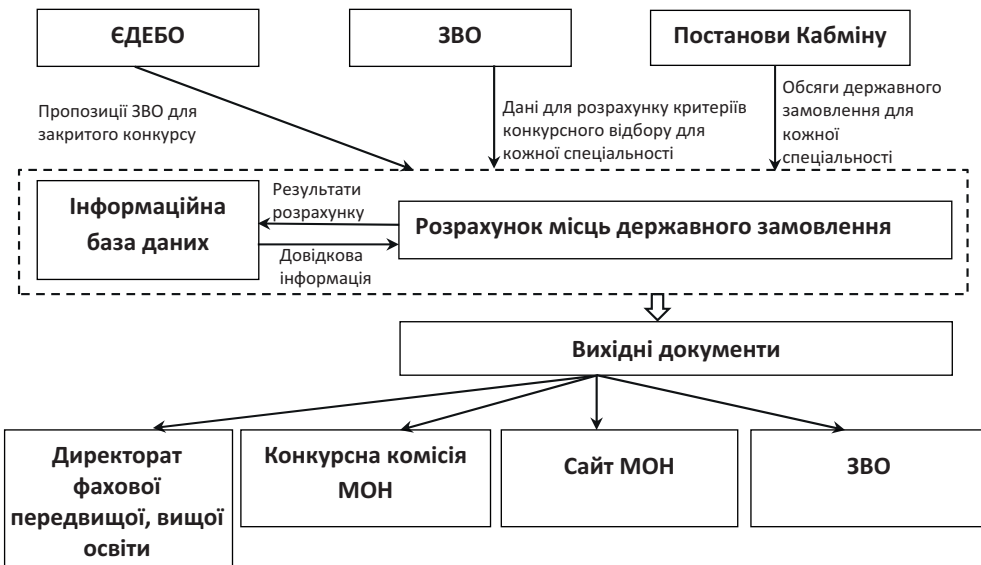 ЄДЕБО
ЗВО
Постанови Кабміну
Пропозиції ЗВО для
закритого конкурсу
Дані для розрахунку критеріїв
конкурсного відбору для
кожної спеціальності
Обсяги державного
замовлення для
кожної
спеціальності
Інформаційна
база даних
Результати
розрахунку
Довідкова
інформація
Розрахунок місць державного замовлення
Вихідні документи
Директорат
фахової
передвищої, вищої
освіти
Конкурсна комісія
МОН
Сайт МОН
ЗВО